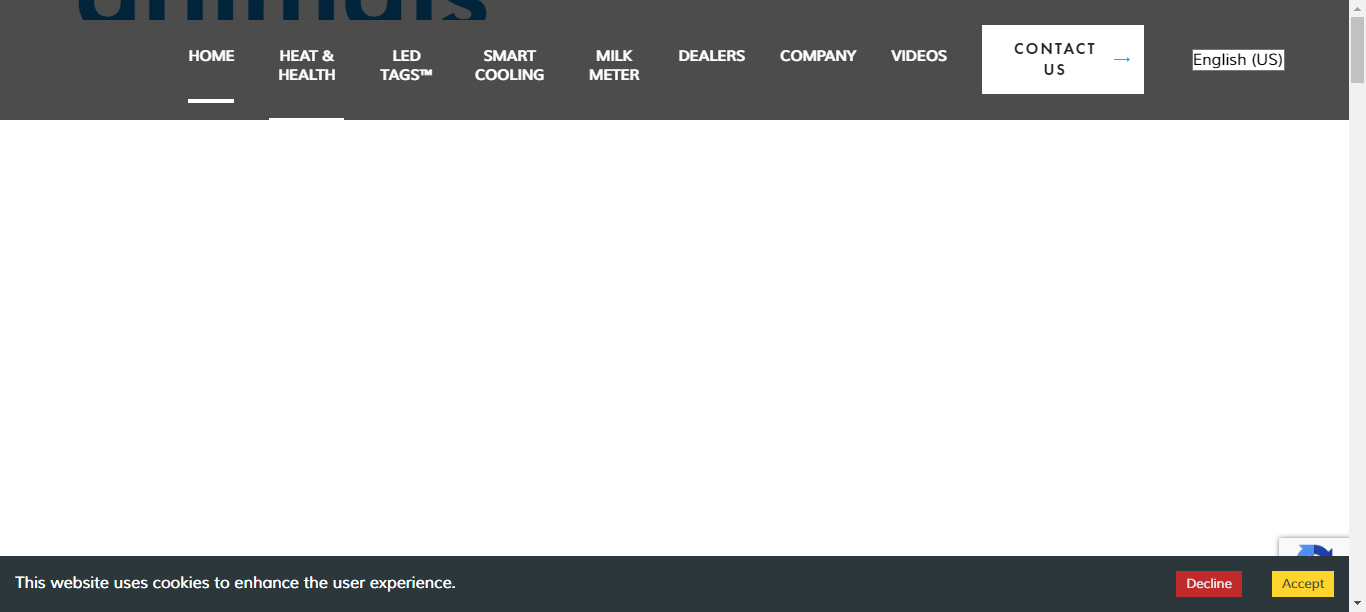 animals
HOME
HEAT &
HEALTH
LED
TAGS™
SMART
COOLING
MILK
METER
DEALERS
COMPANY
VIDEOS
CONTACT
US
English (US)
This website uses cookies to enhance the user experience.
Decline
Accept